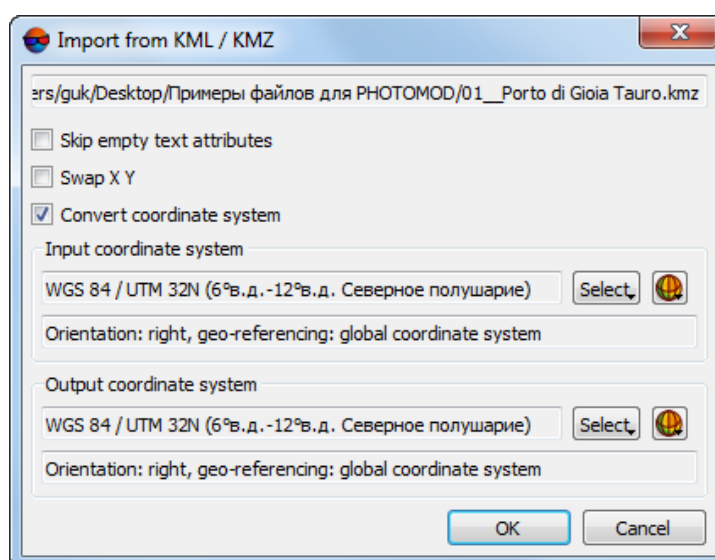 Import from KML / KMZ
ers/guk/Desktop/Примеры файлов для PHOTOMOD/01__Porto di Gioia Tauro.kmz
Skip empty text attributes
Swap X Y
Convert coordinate system
Input coordinate system
WGS 84 / UTM 32N (6°в.д.-12°в.д. Северное полушарие) Select
Orientation: right, geo-referencing: global coordinate system
Output coordinate system
WGS 84 / UTM 32N (6°в.д.-12°в.д. Северное полушарие) Select
Orientation: right, geo-referencing: global coordinate system
OK Cancel